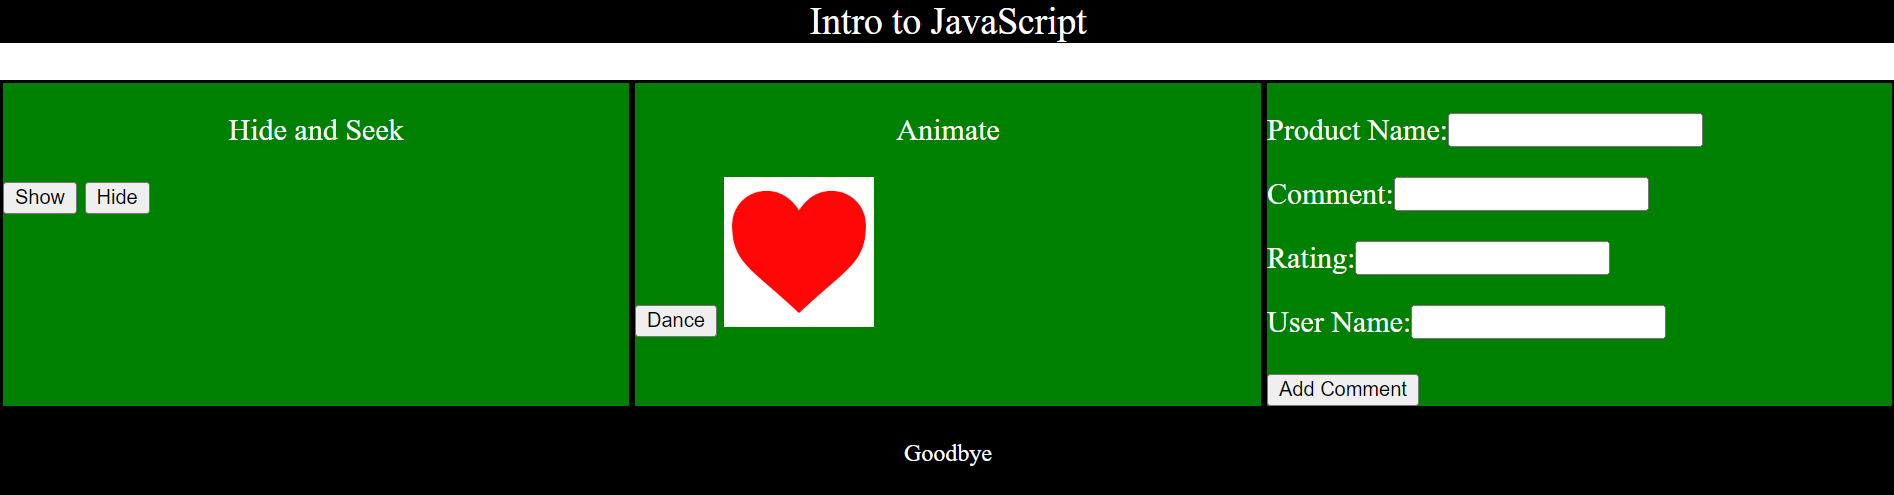 Intro to JavaScript
Hide and Seek
Show Hide
Animate
Dance
Product Name:
Comment:
Rating:
User Name:
Add Comment
Goodbye